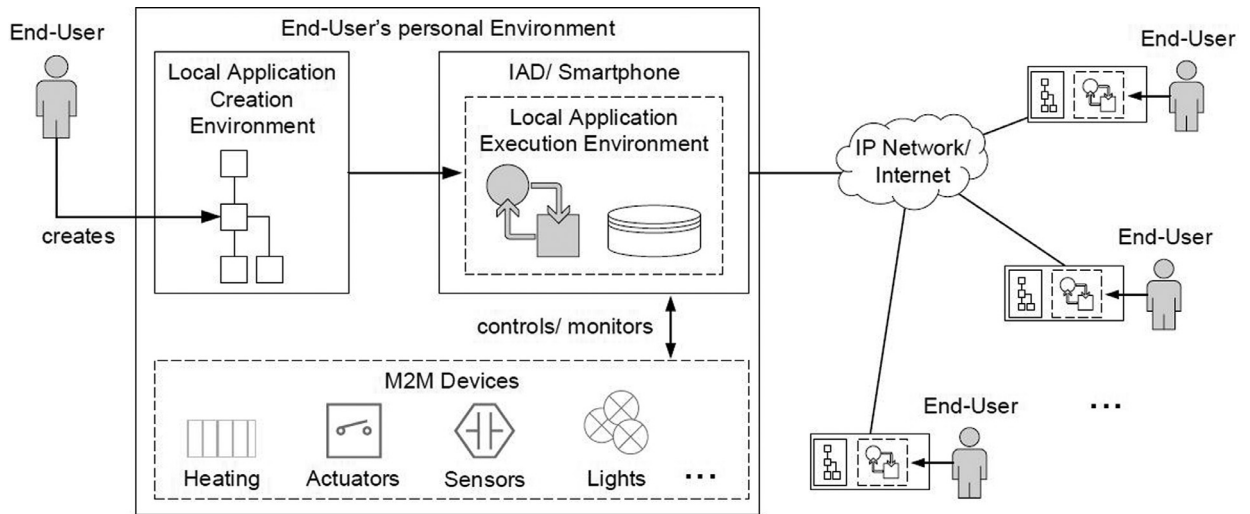 End-User
End-User's personal Environment
Local Application
Creation
Environment
IAD/ Smartphone
Local Application
Execution Environment
creates
controls/ monitors
M2M Devices
Heating
Actuators
Sensors
Lights
...
IP Network/
Internet
End-User
End-User
End-User
...